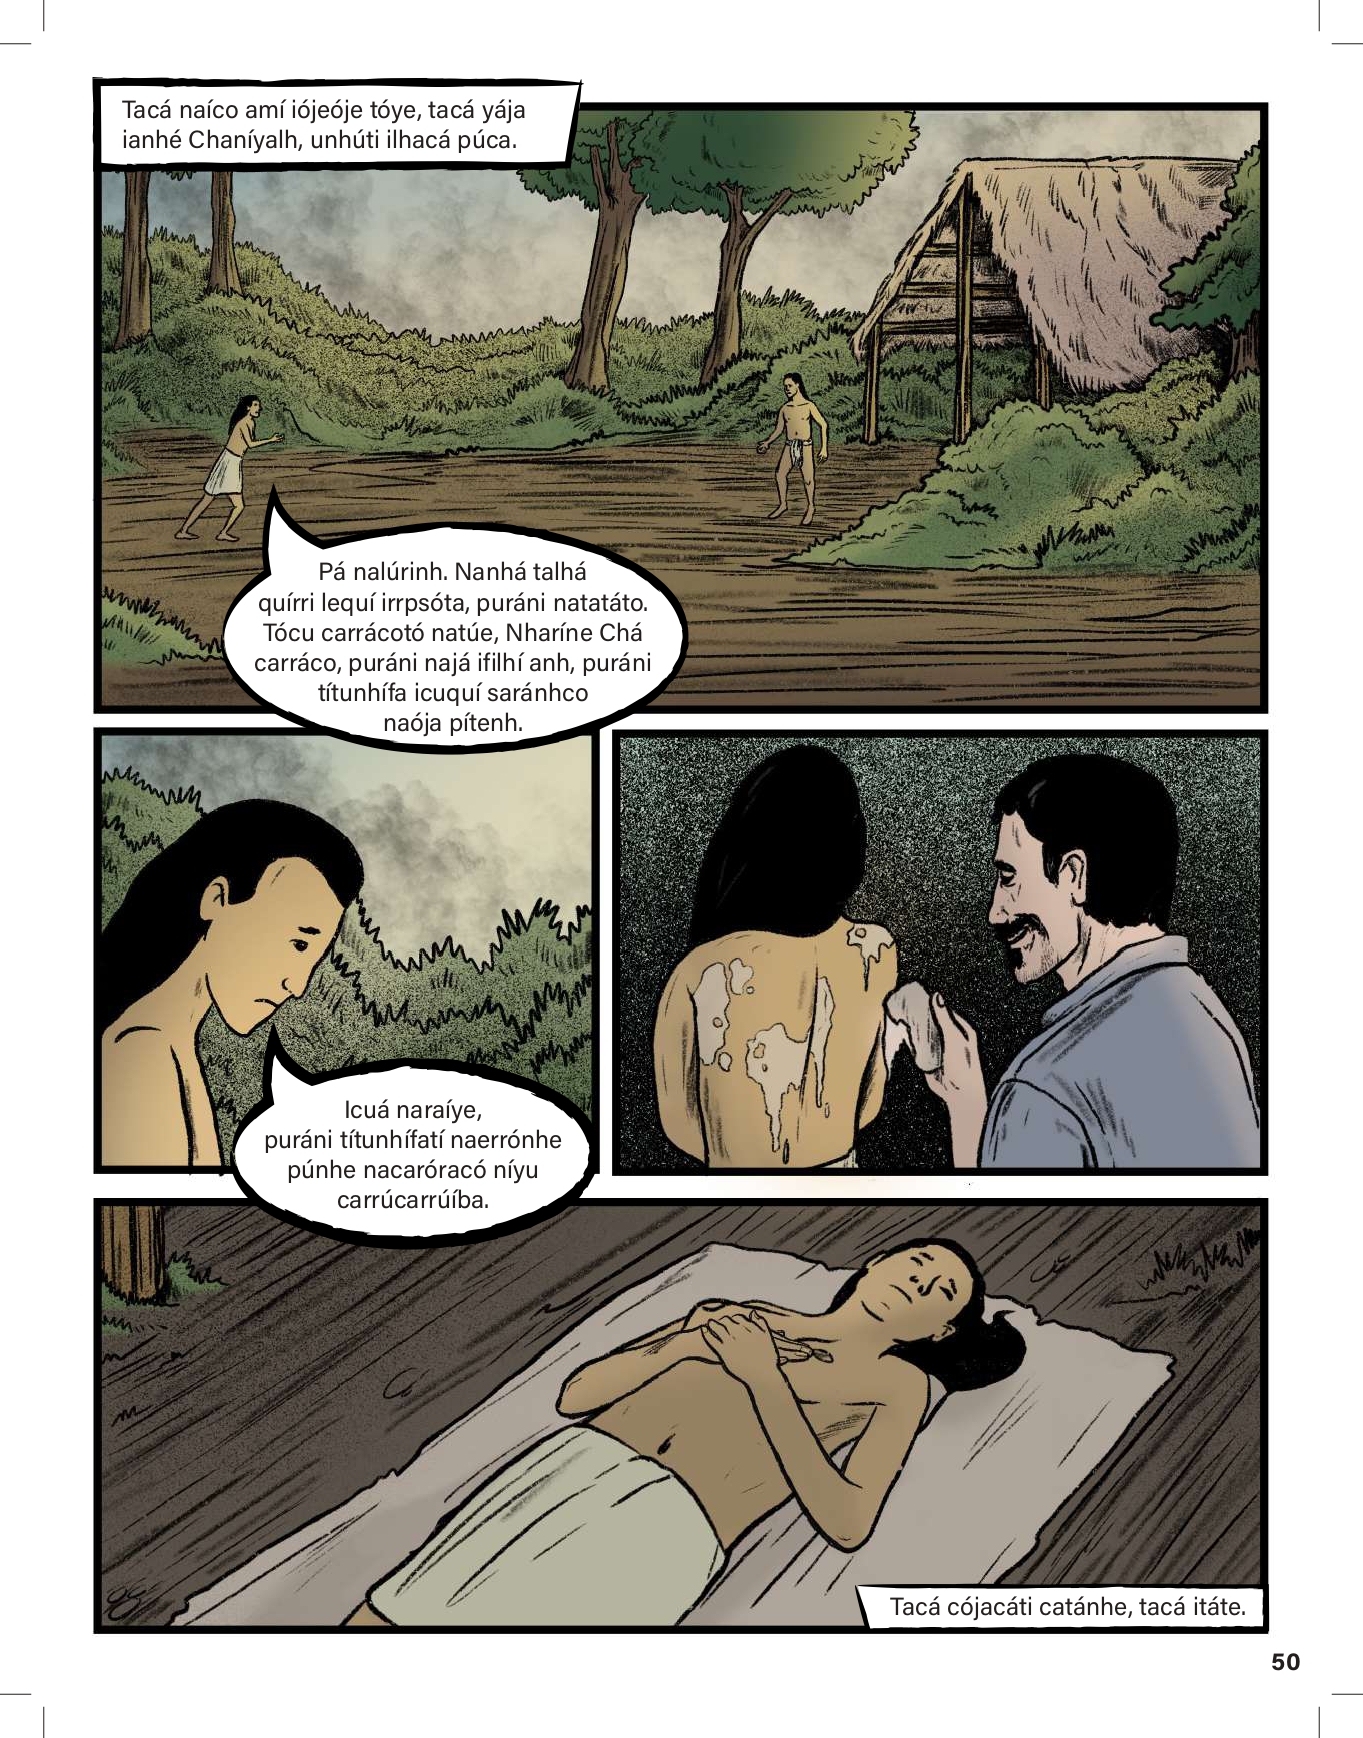 Tacá naíco amí iójeóje tóye, tacá yája
ianhé Chaníyalh, unhúti ilhacá púca.
Pá nalúrinh. Nanhá talhá
quírri lequí irrpsóta, puráni natatáto.
Tócu carrácotó natúe, Nharíne Chá
carráco, puráni najá ifilhí anh, puráni
títunhífa icuquí saránhco
naója pítenh.
Icuá naraíye,
puráni títunhífatí naerrónhe
púnhe nacaróracó níyu
carrúcarrúíba.
Tacá cójacáti catánhe, tacá itáte.
50